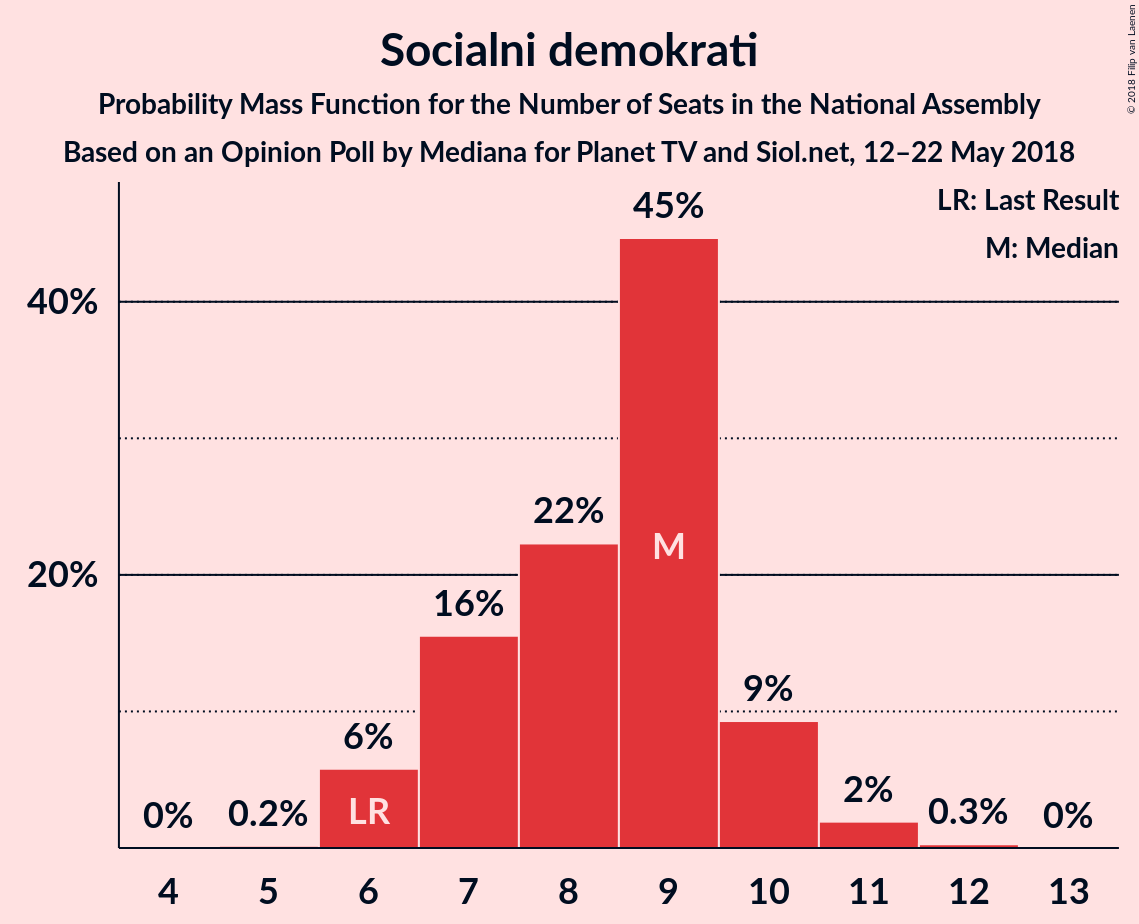 Socialni demokrati
Probability Mass Function for the Number of Seats in the National Assembly
Based on an Opinion Poll by Mediana for Planet TV and Siol.net, 12–22 May 2018
© 2018 Filip van Laenen
LR: Last Result
M: Median
45%
40%
22%
M
20%
16%
9%
6%
LR
2%
0%
0.2%
0.3%
0%
4 5 6 7 8 9 10 11 12 13